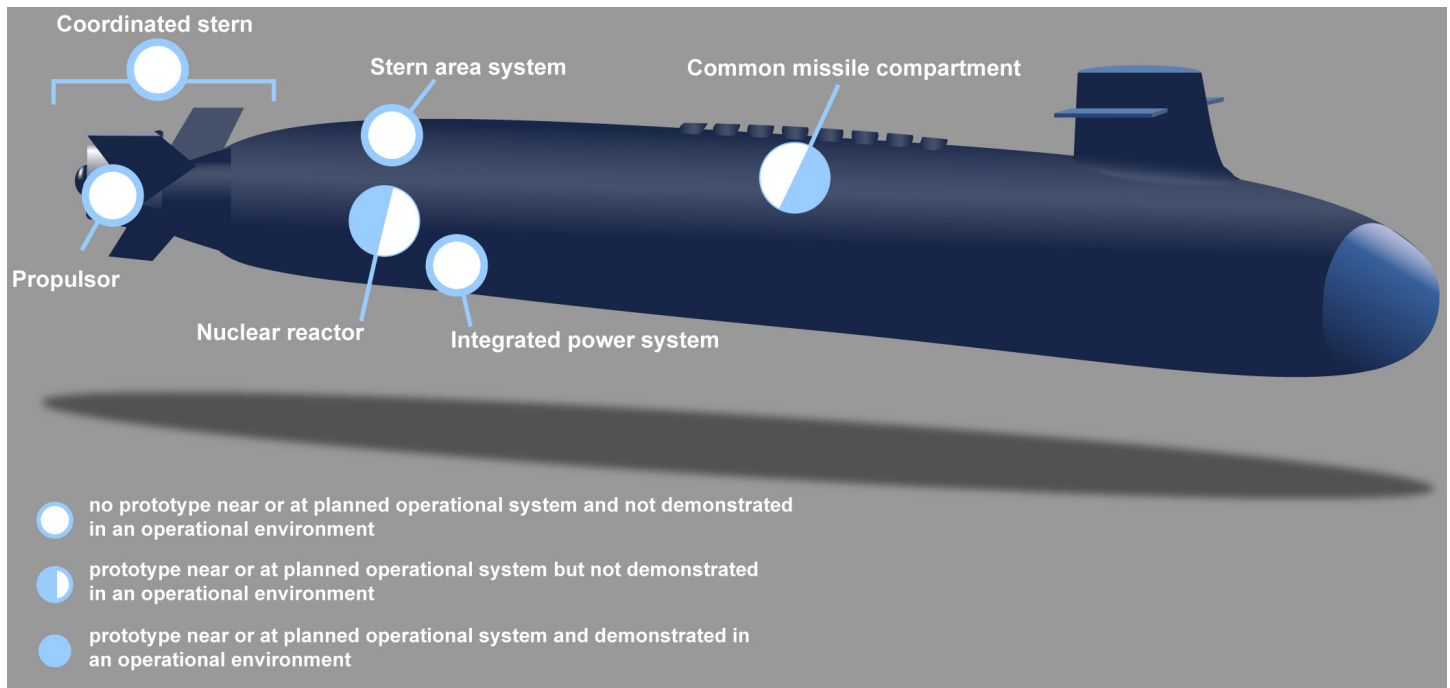 Coordinated stern
Stern area system
Common missile compartment
Propulsor
Nuclear reactor
Integrated power system
no prototype near or at planned operational system and not demonstrated
in an operational environment
prototype near or at planned operational system but not demonstrated
in an operational environment
prototype near or at planned operational system and demonstrated in
an operational environment